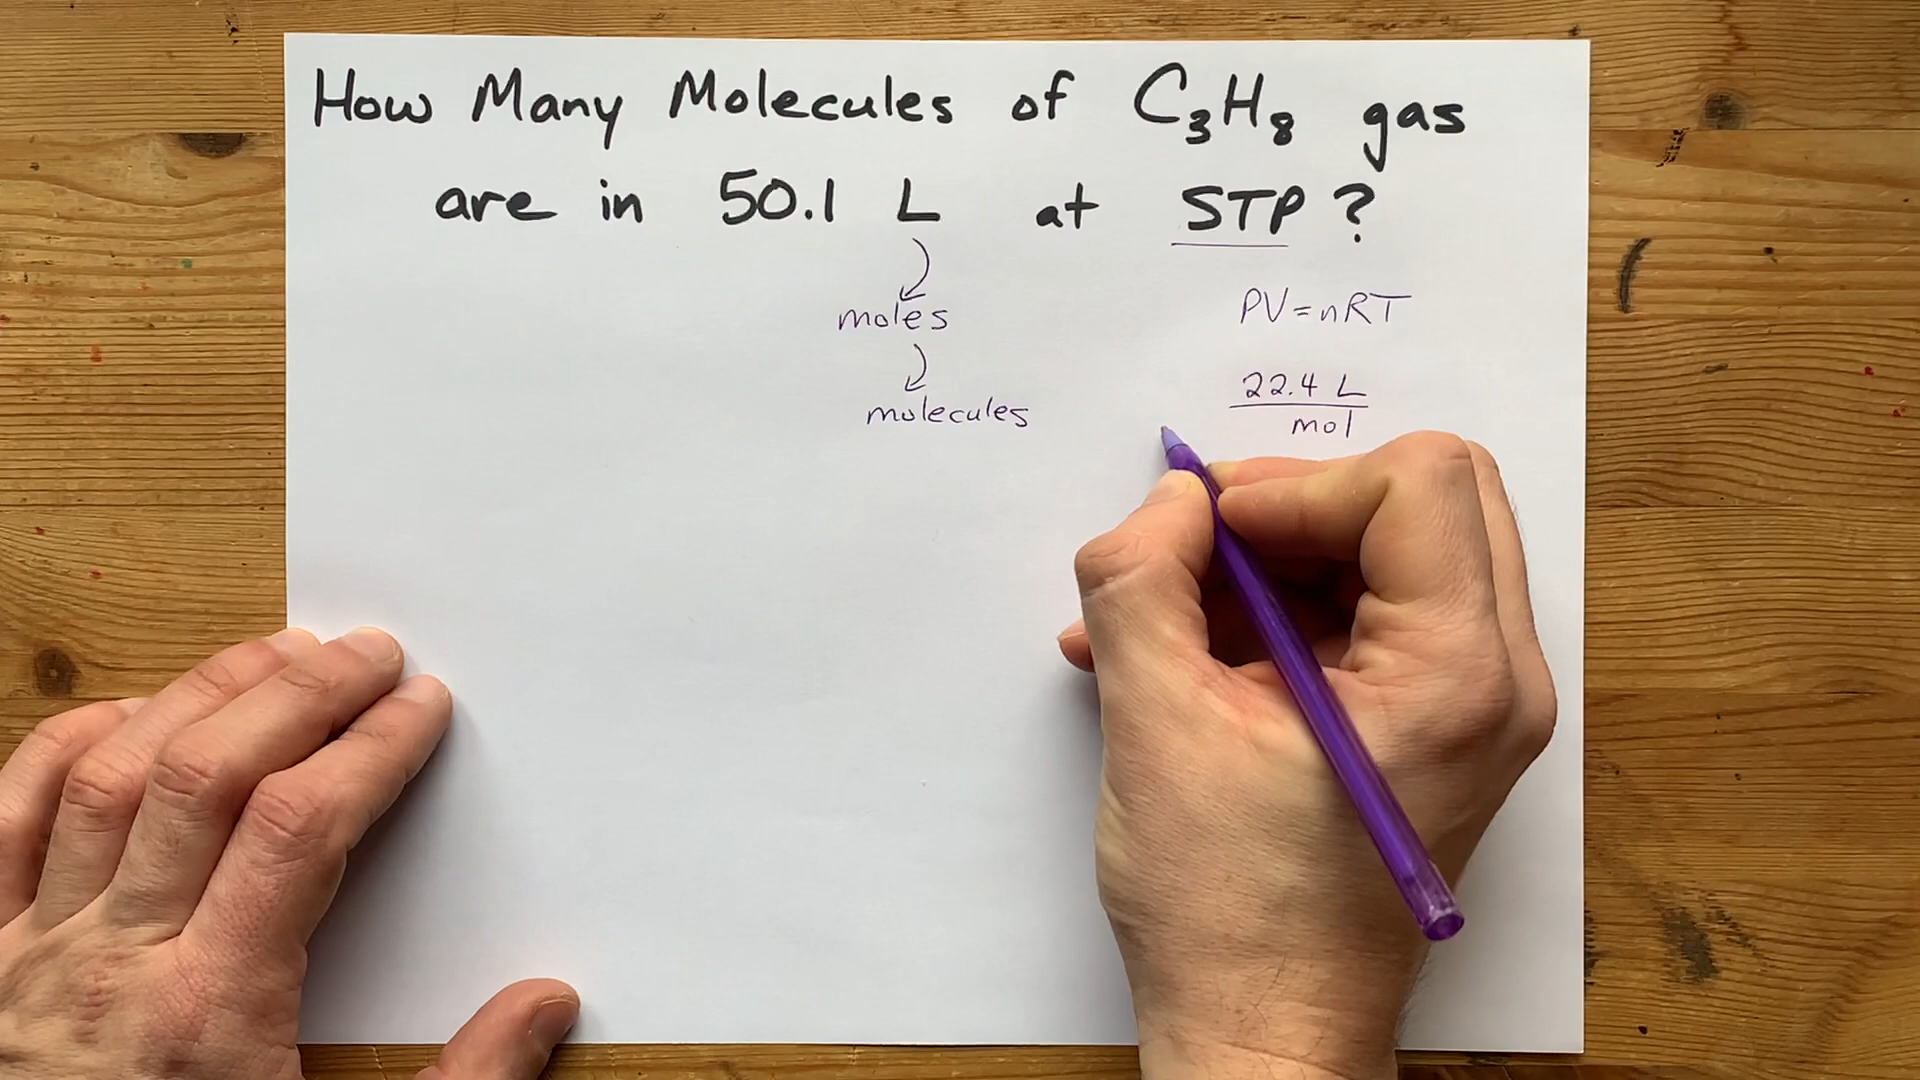 How Many Molecules of C₃H₈ gas
are in 50.1 L at STP?
moles
molecules
PV=nRT
22.4 L
mol